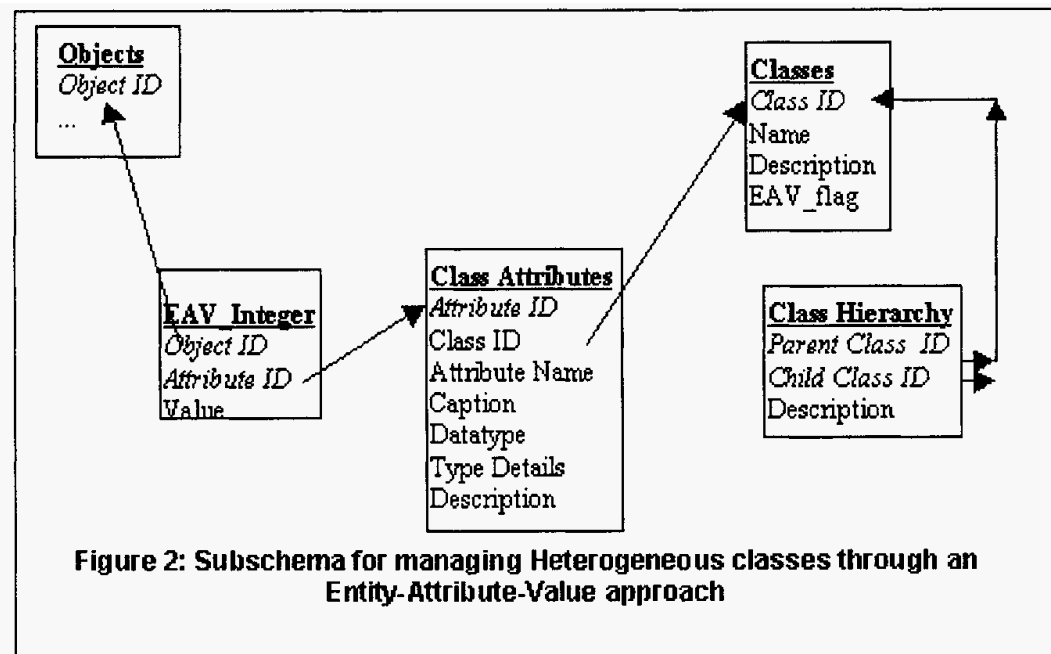 Objects
Object ID
...
Classes
Class ID
Name
Description
EAV_flag
EAV_Integer
Object ID
Attribute ID
Value
Class Attributes
Attribute ID
Class ID
Attribute Name
Caption
Datatype
Type Details
Description
Class Hierarchy
Parent Class ID
Child Class ID
Description
Figure 2: Subschema for managing Heterogeneous classes through an
Entity-Attribute-Value approach